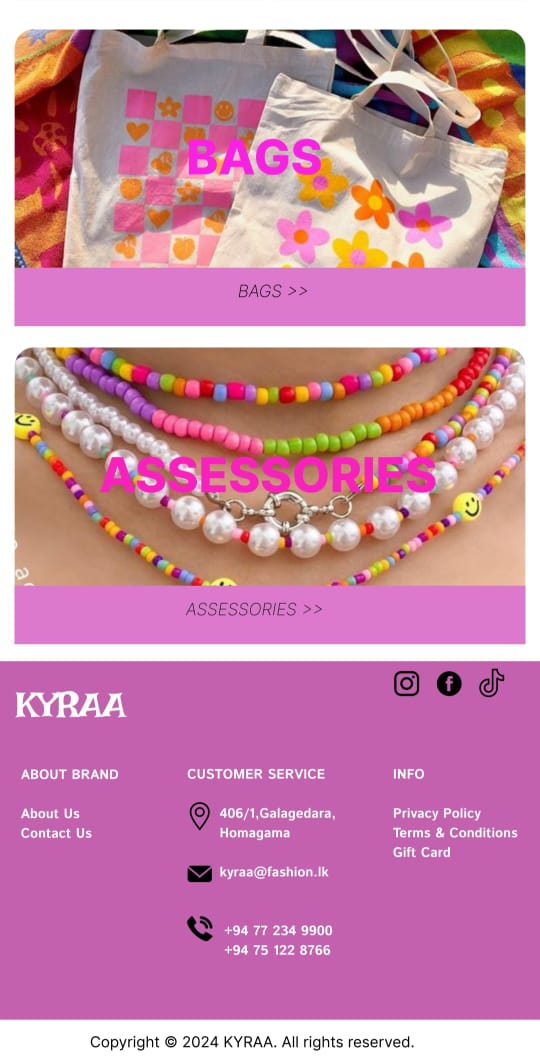 BAGS
BAGS >>
ASSESSORIES
ASSESSORIES >>
KYRAA
ABOUT BRAND
About Us
Contact Us
CUSTOMER SERVICE
406/1,Galagedara,
Homagama
kyraa@fashion.lk
+94 77 234 9900
+94 75 122 8766
INFO
Privacy Policy
Terms & Conditions
Gift Card
Copyright © 2024 KYRAA. All rights reserved.